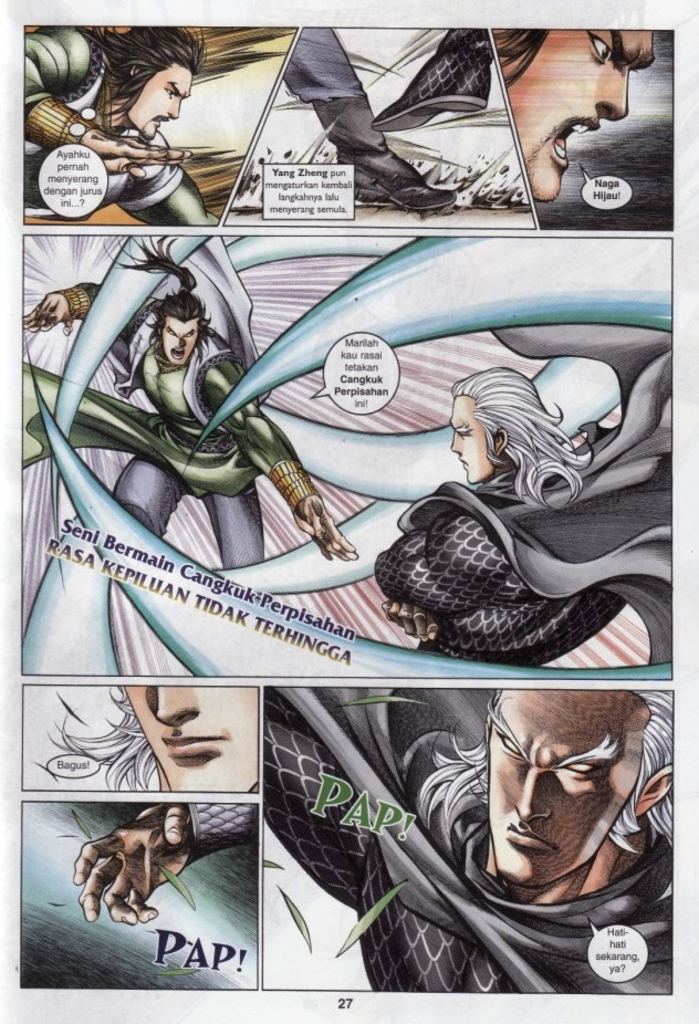 Ayahku
pernah
menyerang
dengan jurus
ini...?
Yang Zheng pun
mengaturkan kembali
langkahnya lalu
menyerang semula.
Naga
Hijau!
Marilah
kau rasai
tetakan
Cangkuk
Perpisahan
ini!
Seni Bermain Cangkuk Perpisahan
RASA KEPILUAN TIDAK TERHINGGA
Bagus!
PAP!
PAP!
Hati-
hati
sekarang,
ya?
27